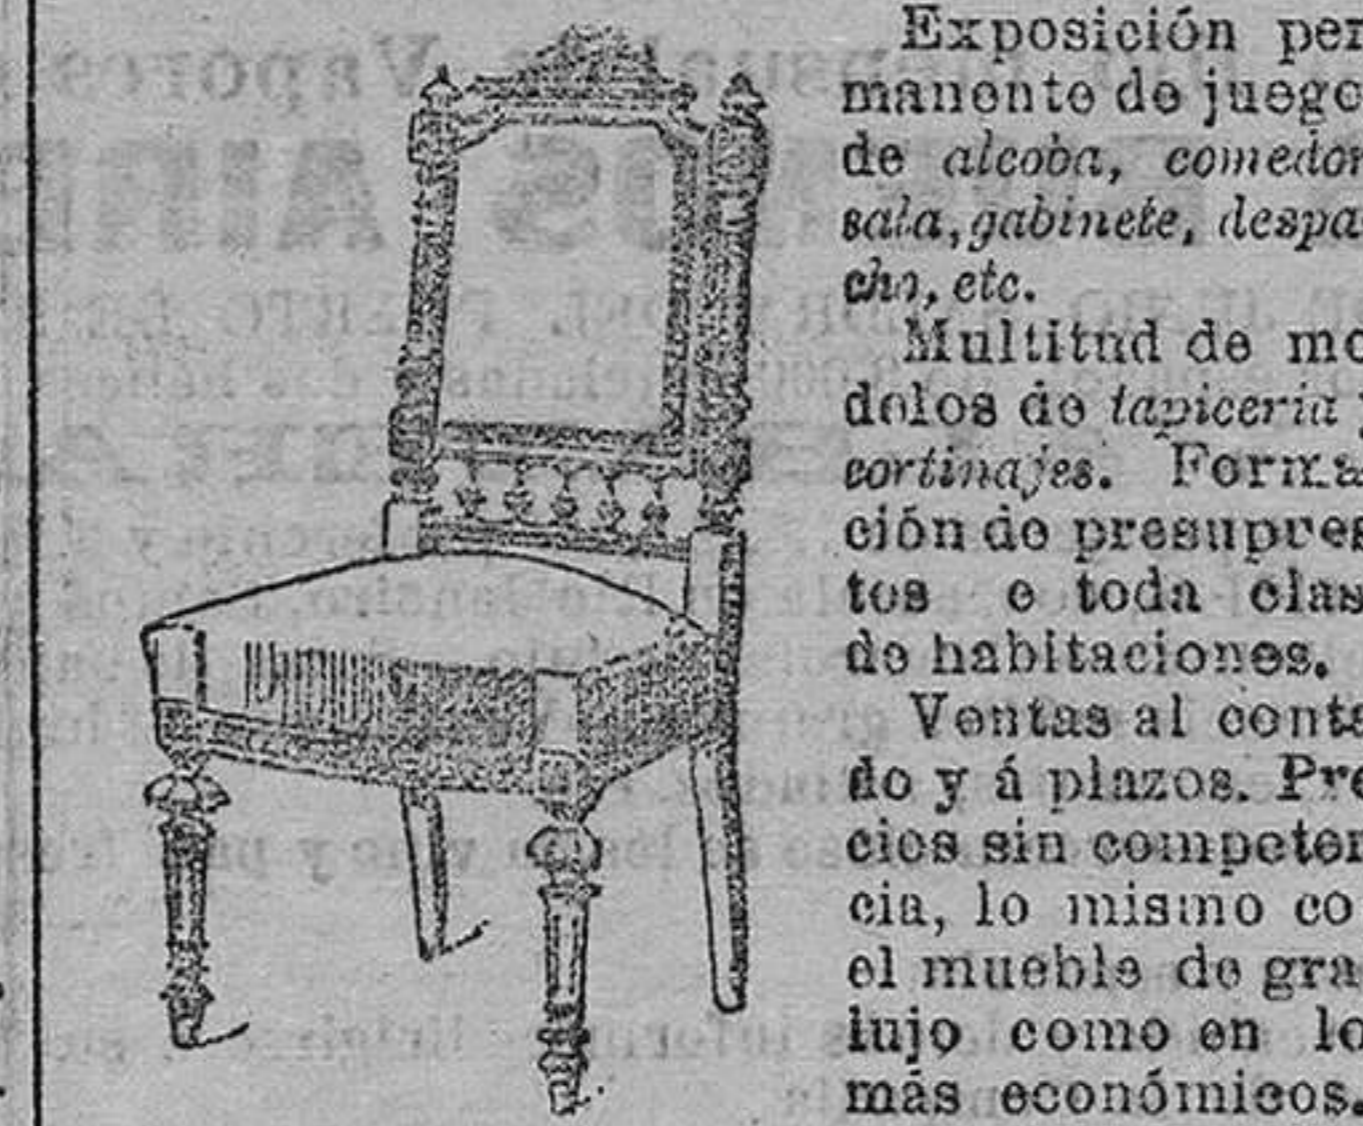 Exposición per
manente de juego
de alcoba, comedor
sala, gabinete, despa
cho, etc.
Multitud de mo
delos de tapicería
cortinajes. Forma
ción de presupues
tos e toda clas
de habitaciones.
Ventas al conta
do y á plazos. Pre
cios sin competen
cia, lo mismo co
el mueble de gra
lujo como en lo
más económicos.